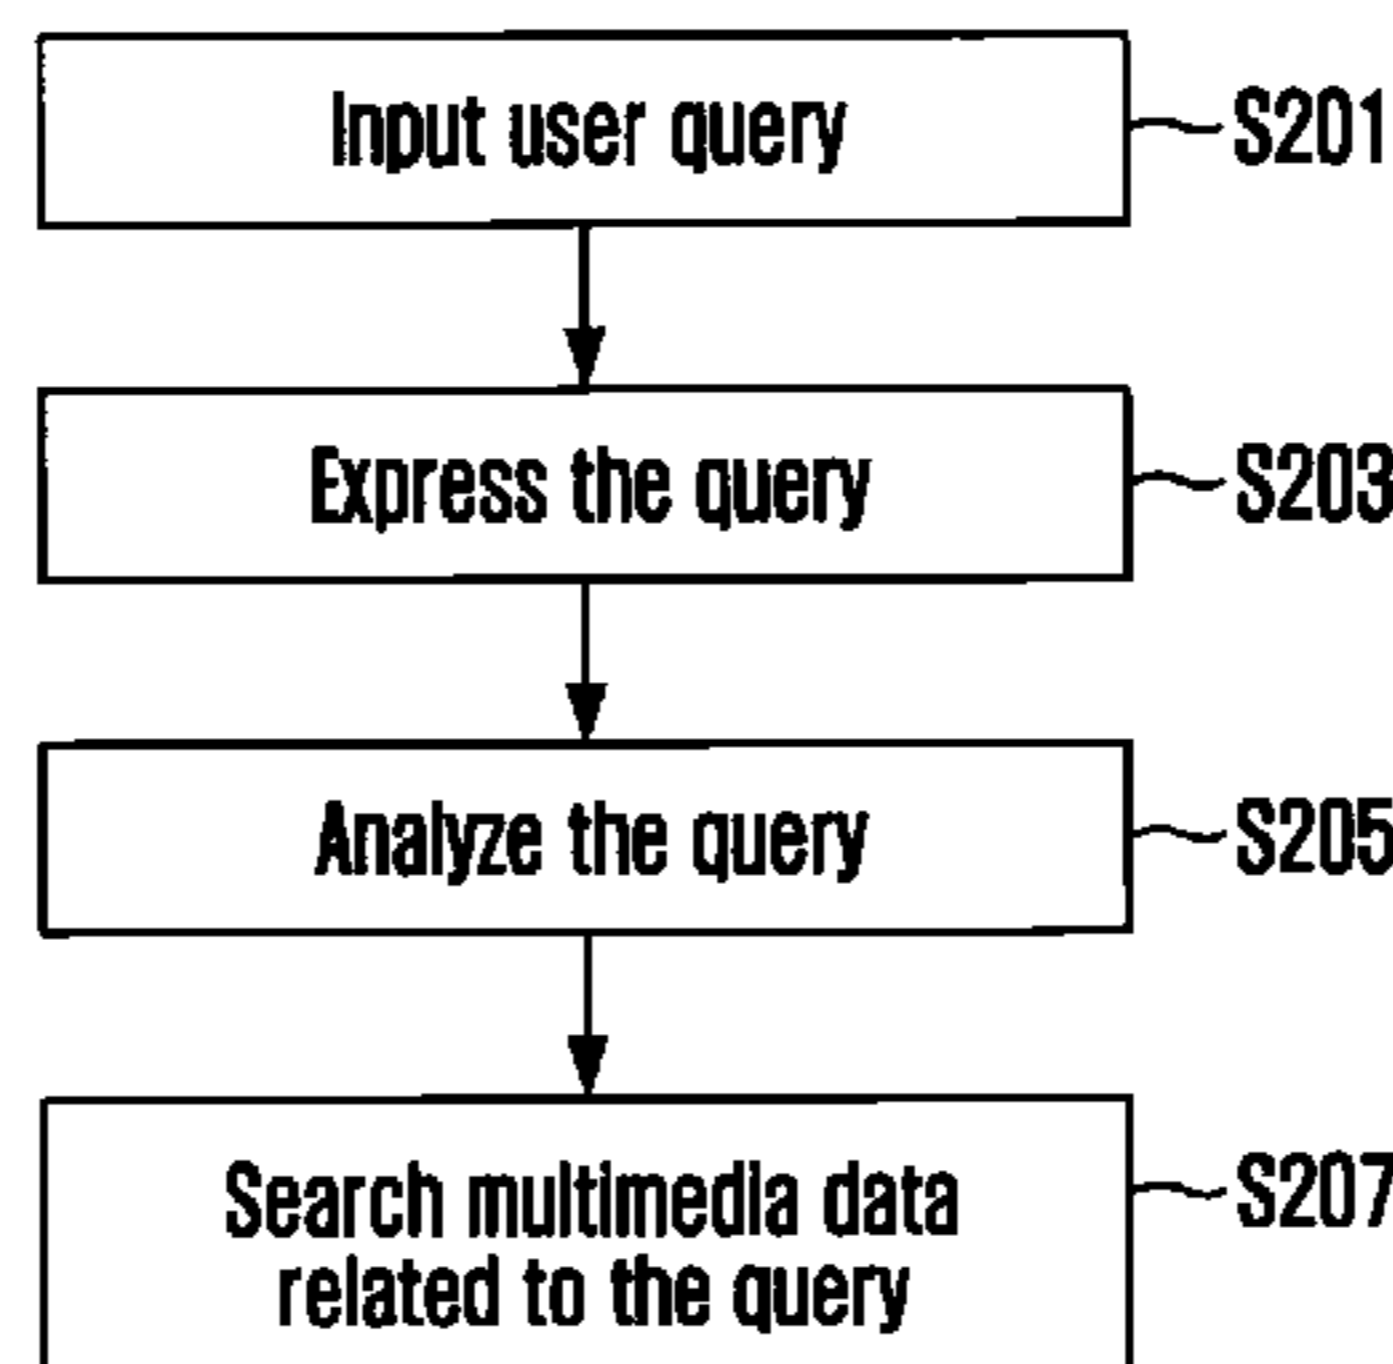 Input user query
S201
Express the query
S203
Analyze the query
S205
Search multimedia data
related to the query
S207